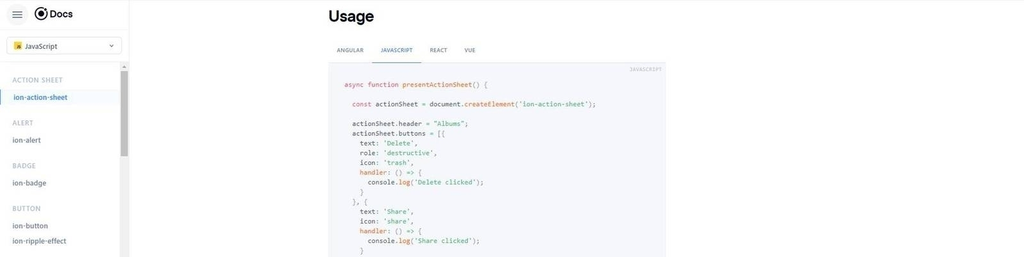 Docs
JavaScript
ACTION SHEET
ion-action-sheet
ALERT
ion-alert
BADGE
ion-badge
BUTTON
ion-button
ion-ripple-effect
Usage
ANGULAR JAVASCRIPT REACT VUE
JAVASCRIPT
async function presentActionSheet() {
const actionSheet = document.createElement('ion-action-sheet');
actionSheet.header = "Albums";
actionSheet.buttons = [{
text: 'Delete',
role: 'destructive',
icon: 'trash',
handler: () => {
console.log('Delete clicked');
}
}, {
text: 'Share',
icon: 'share',
handler: () => {
console.log('Share clicked');
}